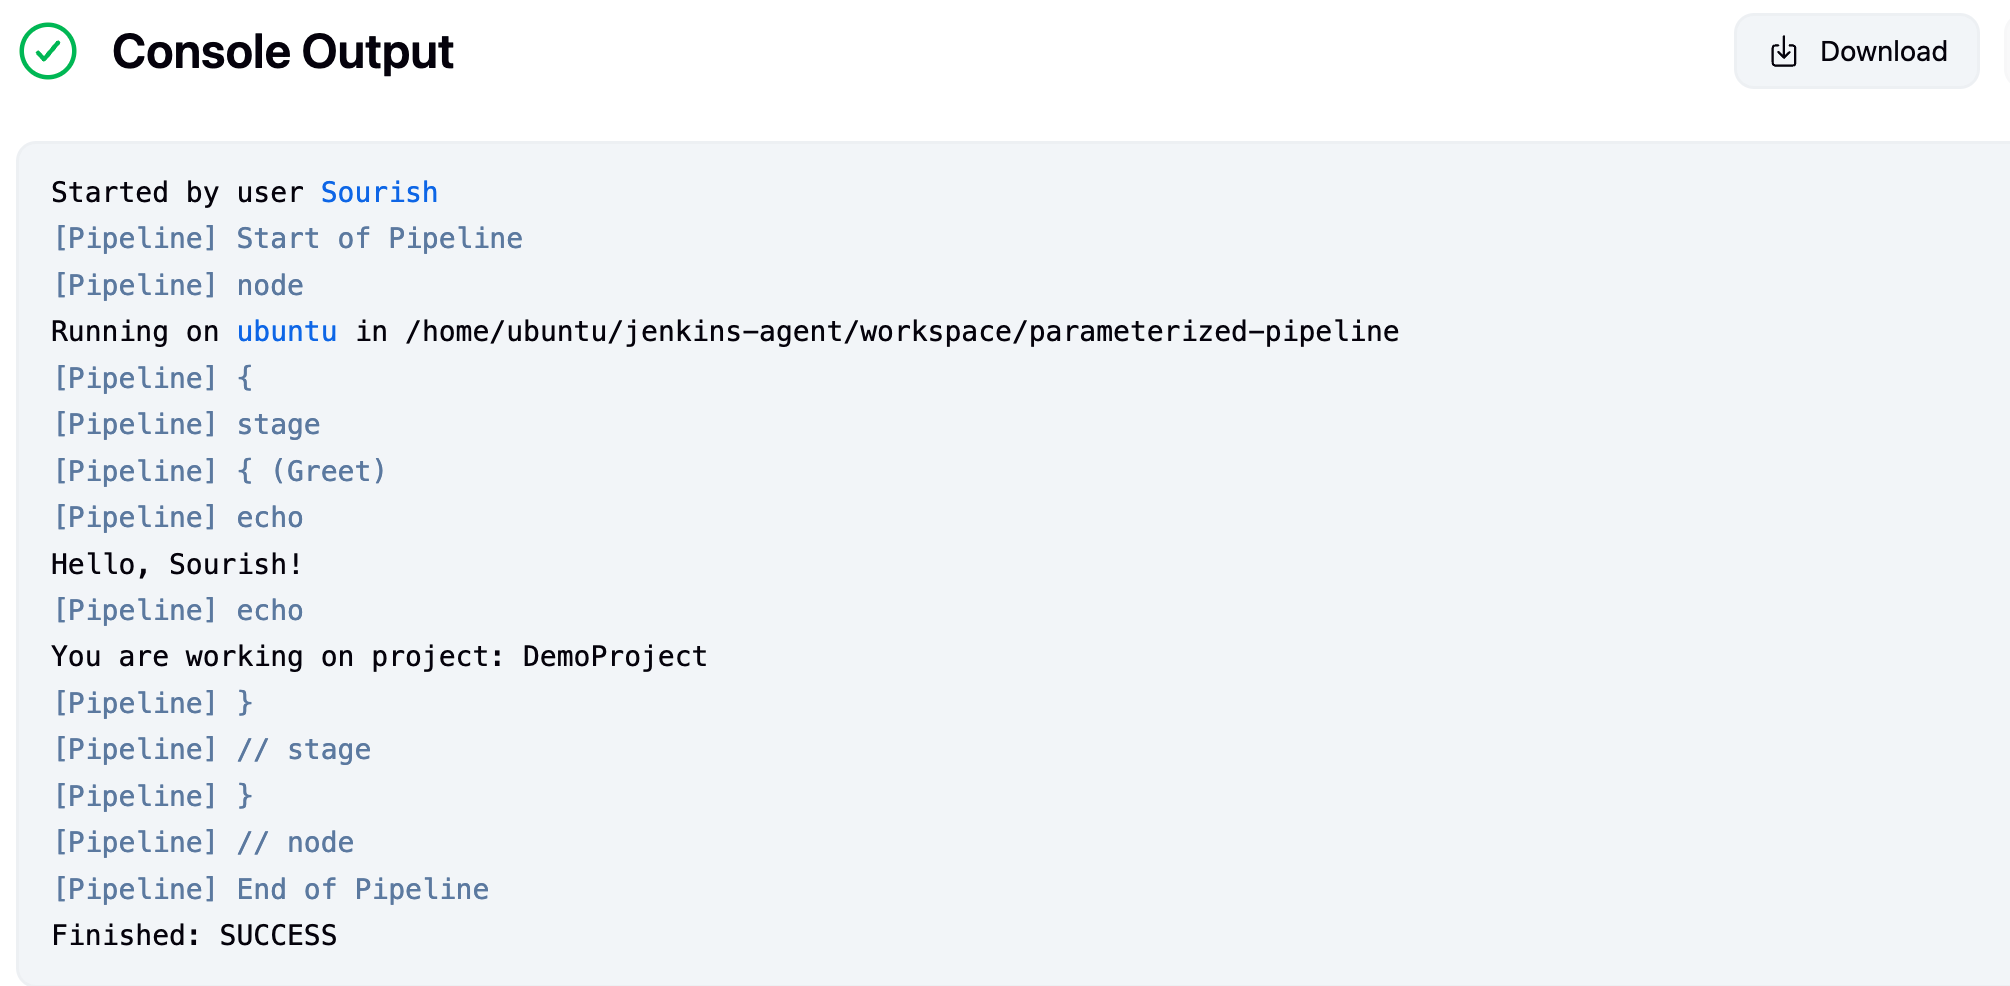 Console Output
Download
Started by user Sourish
[Pipeline] Start of Pipeline
[Pipeline] node
Running on ubuntu in /home/ubuntu/jenkins-agent/workspace/parameterized-pipeline
[Pipeline] {
[Pipeline] stage
[Pipeline] { (Greet)
[Pipeline] echo
Hello, Sourish!
[Pipeline] echo
You are working on project: DemoProject
[Pipeline] }
[Pipeline] // stage
[Pipeline] }
[Pipeline] // node
[Pipeline] End of Pipeline
Finished: SUCCESS